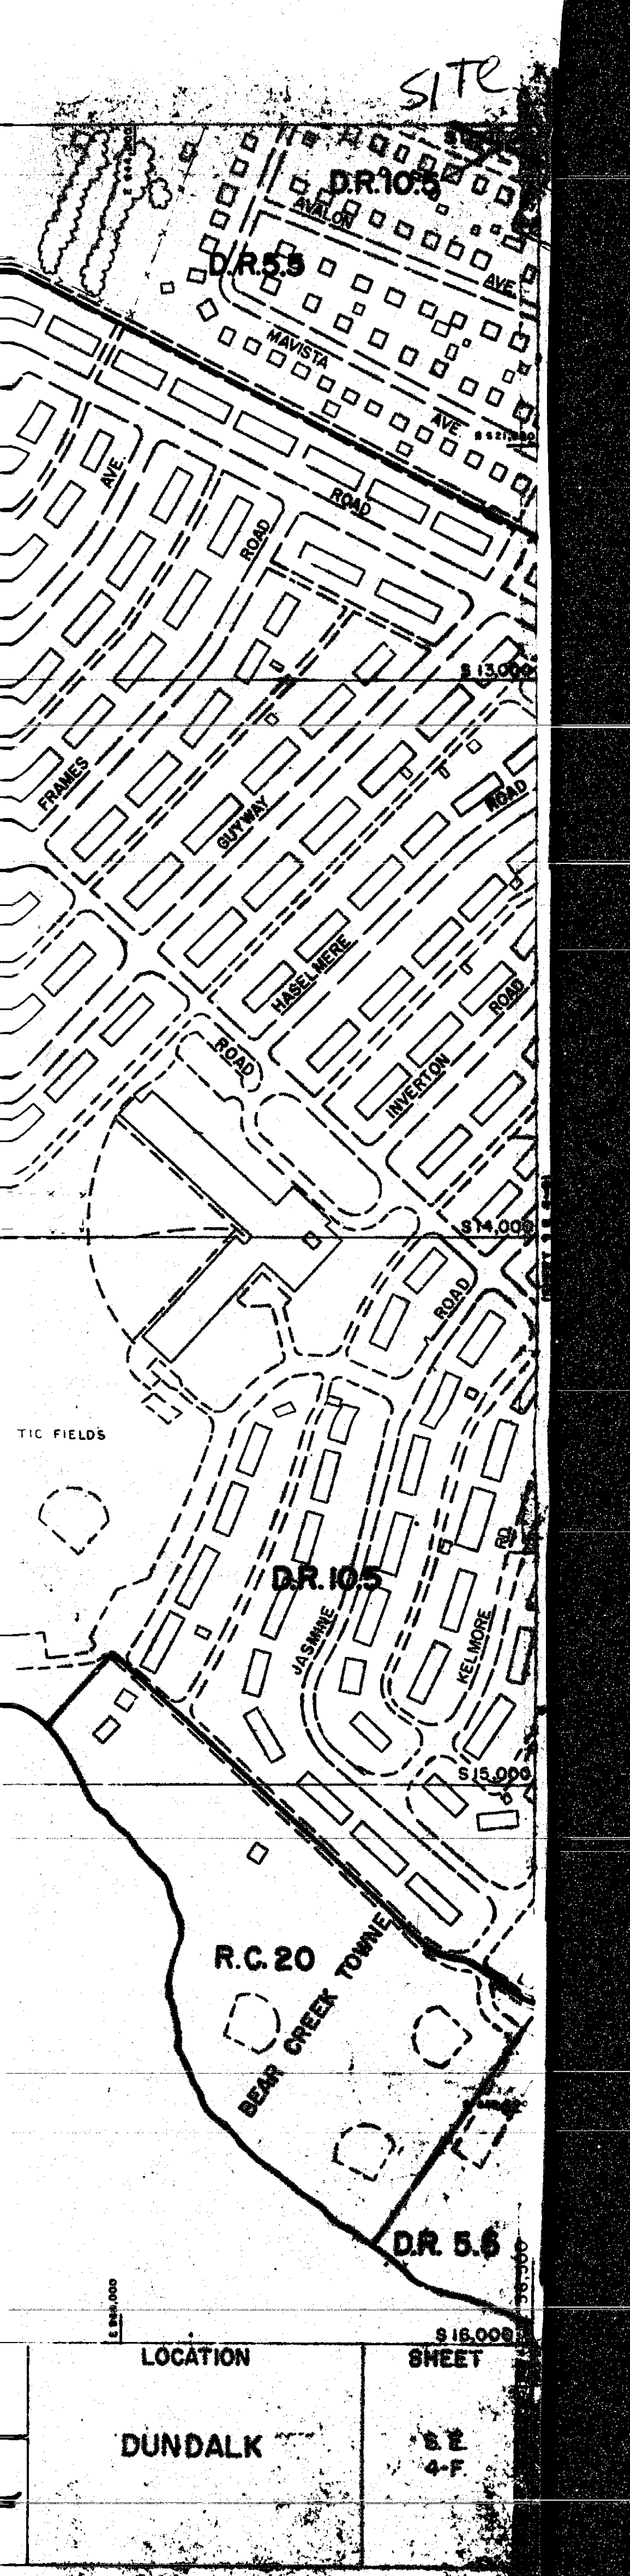 SITE
D.R. 10.5
AVALON
AVE.
D.R. 5.5
MAVISTA
AVE.
ROAD
AVE.
ROAD
S 13,000
FRAMES
ROAD
GUYWAY
HASELMERE
ROAD
ROAD
INVERTON
S 14,000
ROAD
TIC FIELDS
RD.
D.R. 10.5
JASMINE
KELMORE
S 15,000
R.C. 20
BEAR CREEK TOWNE
D.R. 5.5
S 16,000
LOCATION
SHEET
DUNDALK
S. E.
4-F